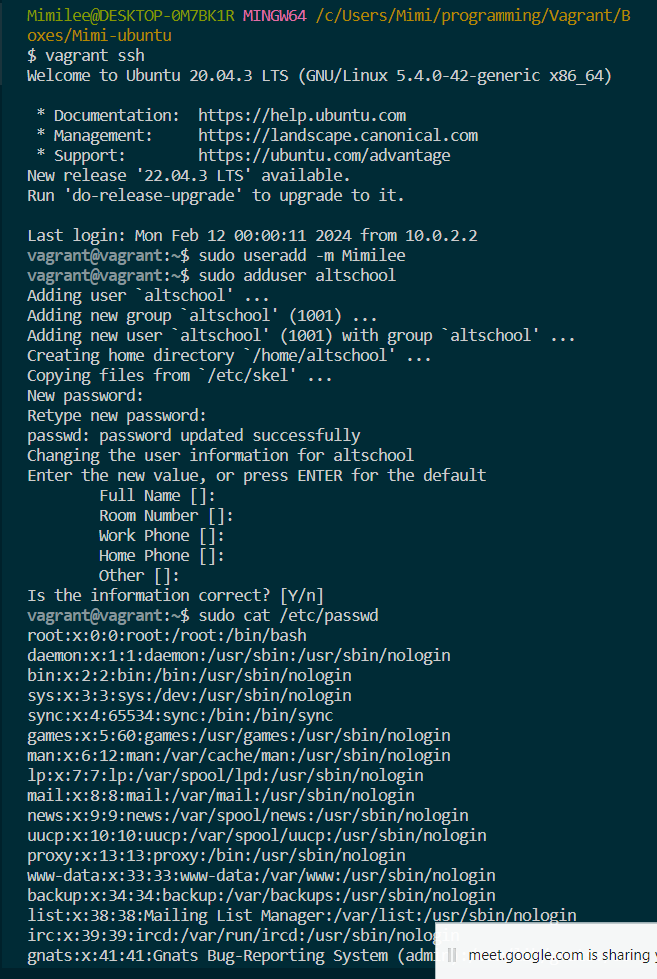 Mimilee@DESKTOP-0M7BK1R MINGW64 /c/Users/Mimi/programming/Vagrant/B
oxes/Mimi-ubuntu
$ vagrant ssh
Welcome to Ubuntu 20.04.3 LTS (GNU/Linux 5.4.0-42-generic x86_64)

 * Documentation:  https://help.ubuntu.com
 * Management:     https://landscape.canonical.com
 * Support:        https://ubuntu.com/advantage
New release '22.04.3 LTS' available.
Run 'do-release-upgrade' to upgrade to it.

Last login: Mon Feb 12 00:00:11 2024 from 10.0.2.2
vagrant@vagrant:~$ sudo useradd -m Mimilee
vagrant@vagrant:~$ sudo adduser altschool
Adding user `altschool' ...
Adding new group `altschool' (1001) ...
Adding new user `altschool' (1001) with group `altschool' ...
Creating home directory `/home/altschool' ...
Copying files from `/etc/skel' ...
New password:
Retype new password:
passwd: password updated successfully
Changing the user information for altschool
Enter the new value, or press ENTER for the default
        Full Name []:
        Room Number []:
        Work Phone []:
        Home Phone []:
        Other []:
Is the information correct? [Y/n]
vagrant@vagrant:~$ sudo cat /etc/passwd
root:x:0:0:root:/root:/bin/bash
daemon:x:1:1:daemon:/usr/sbin:/usr/sbin/nologin
bin:x:2:2:bin:/bin:/usr/sbin/nologin
sys:x:3:3:sys:/dev:/usr/sbin/nologin
sync:x:4:65534:sync:/bin:/bin/sync
games:x:5:60:games:/usr/games:/usr/sbin/nologin
man:x:6:12:man:/var/cache/man:/usr/sbin/nologin
lp:x:7:7:lp:/var/spool/lpd:/usr/sbin/nologin
mail:x:8:8:mail:/var/mail:/usr/sbin/nologin
news:x:9:9:news:/var/spool/news:/usr/sbin/nologin
uucp:x:10:10:uucp:/var/spool/uucp:/usr/sbin/nologin
proxy:x:13:13:proxy:/bin:/usr/sbin/nologin
www-data:x:33:33:www-data:/var/www:/usr/sbin/nologin
backup:x:34:34:backup:/var/backups:/usr/sbin/nologin
list:x:38:38:Mailing List Manager:/var/list:/usr/sbin/nologin
irc:x:39:39:ircd:/var/run/ircd:/usr/sbin/nologin
gnats:x:41:41:Gnats Bug-Reporting System (admi
meet.google.com is sharing